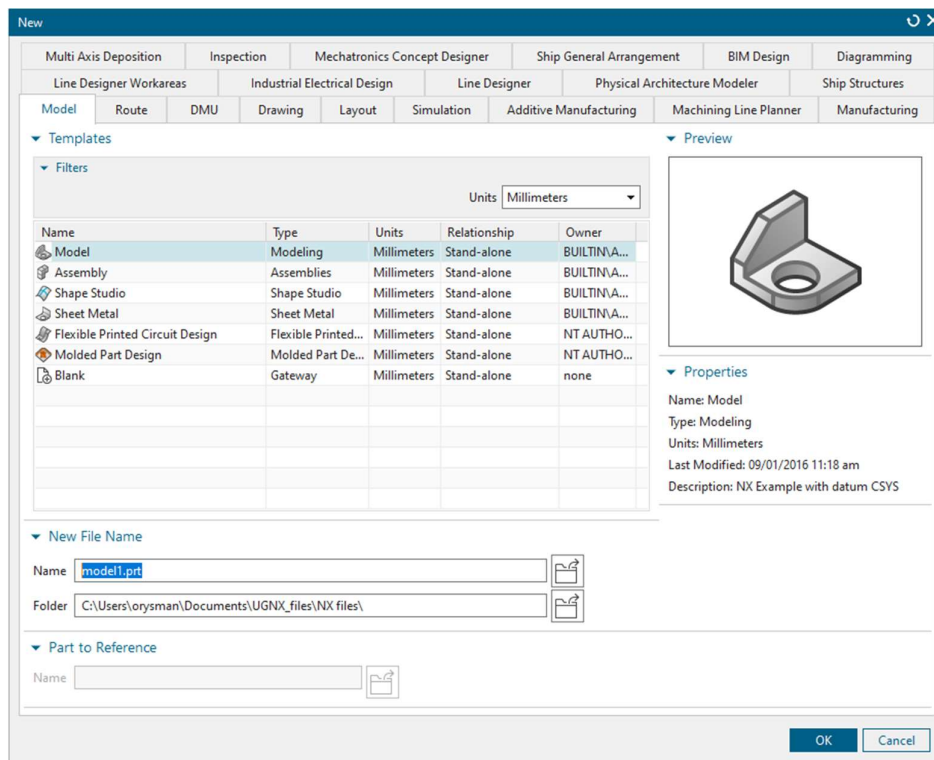 New
Multi Axis Deposition Inspection Mechatronics Concept Designer Ship General Arrangement BIM Design Diagramming
Line Designer Workareas Industrial Electrical Design Line Designer Physical Architecture Modeler Ship Structures
Model Route DMU Drawing Layout Simulation Additive Manufacturing Machining Line Planner Manufacturing
Templates
Filters
Units Millimeters
Name Type Units Relationship Owner
Model Modeling Millimeters Stand-alone BUILTIN\A...
Assembly Assemblies Millimeters Stand-alone BUILTIN\A...
Shape Studio Shape Studio Millimeters Stand-alone BUILTIN\A...
Sheet Metal Sheet Metal Millimeters Stand-alone BUILTIN\A...
Flexible Printed Circuit Design Flexible Printed... Millimeters Stand-alone NT AUTHO...
Molded Part Design Molded Part De... Millimeters Stand-alone NT AUTHO...
Blank Gateway Millimeters Stand-alone none
Preview
Properties
Name: Model
Type: Modeling
Units: Millimeters
Last Modified: 09/01/2016 11:18 am
Description: NX Example with datum CSYS
New File Name
Name model1.prt
Folder C:\Users\orysman\Documents\UGNX_files\NX files\
Part to Reference
Name
OK Cancel